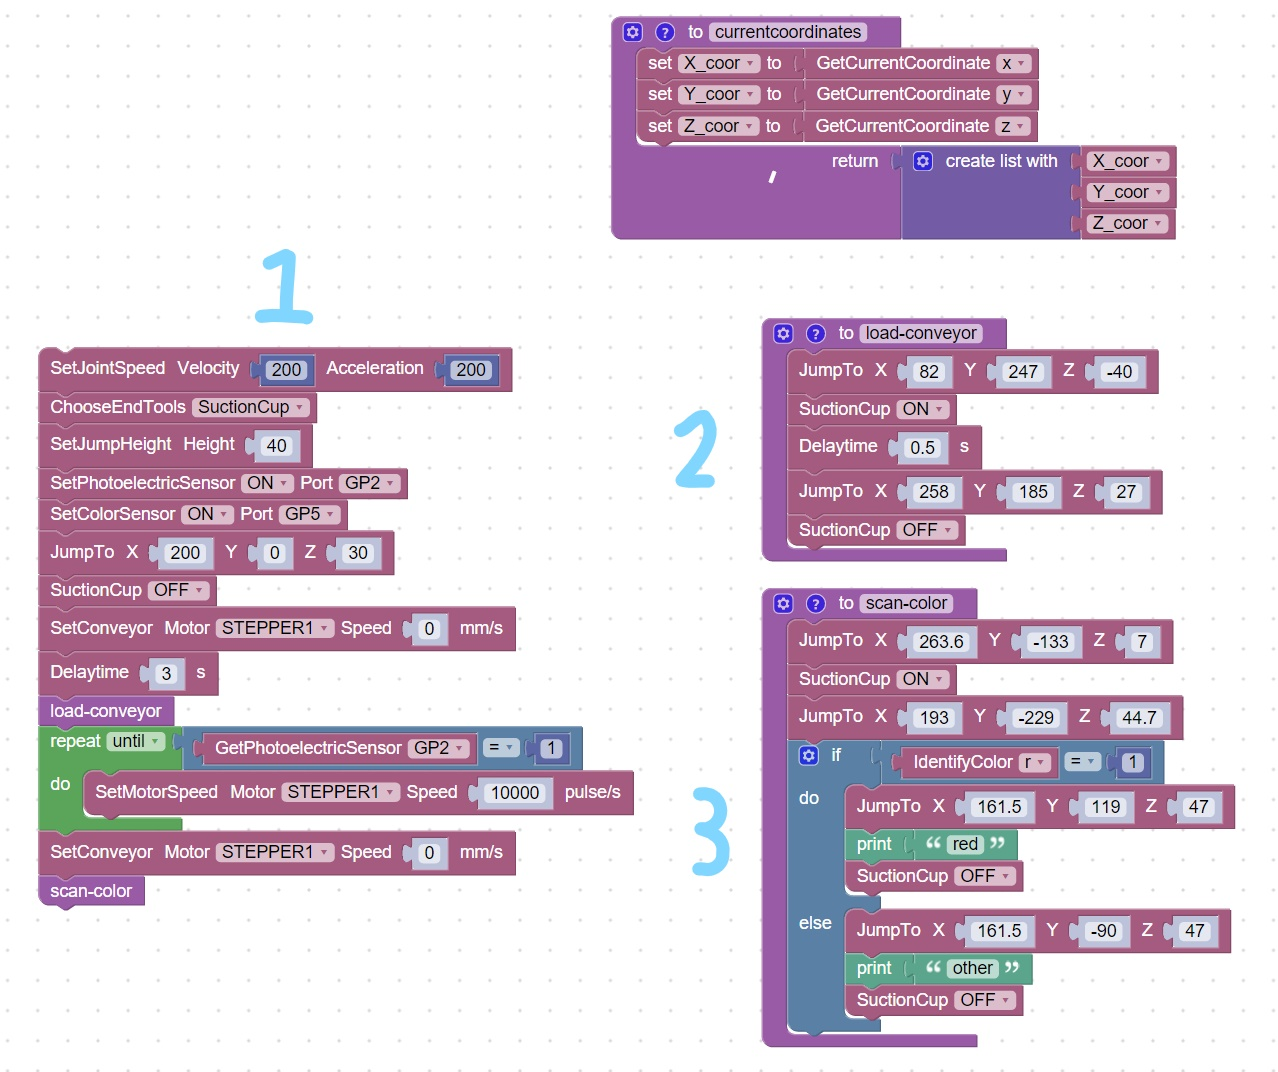 to currentcoordinates
set X_coor to GetCurrentCoordinate x
set Y_coor to GetCurrentCoordinate y
set Z_coor to GetCurrentCoordinate z
return create list with X_coor
Y_coor
Z_coor
1
SetJointSpeed Velocity 200 Acceleration 200
ChooseEndTools SuctionCup
SetJumpHeight Height 40
SetPhotoelectricSensor ON Port GP2
SetColorSensor ON Port GP5
JumpTo X 200 Y 0 Z 30
SuctionCup OFF
SetConveyor Motor STEPPER1 Speed 0 mm/s
Delaytime 3 s
load-conveyor
repeat until GetPhotoelectricSensor GP2 = 1
do SetMotorSpeed Motor STEPPER1 Speed 10000 pulse/s
SetConveyor Motor STEPPER1 Speed 0 mm/s
scan-color
2
to load-conveyor
JumpTo X 82 Y 247 Z -40
SuctionCup ON
Delaytime 0.5 s
JumpTo X 258 Y 185 Z 27
SuctionCup OFF
3
to scan-color
JumpTo X 263.6 Y -133 Z 7
SuctionCup ON
JumpTo X 193 Y -229 Z 44.7
if IdentifyColor r = 1
do JumpTo X 161.5 Y 119 Z 47
print “ red ”
SuctionCup OFF
else JumpTo X 161.5 Y -90 Z 47
print “ other ”
SuctionCup OFF